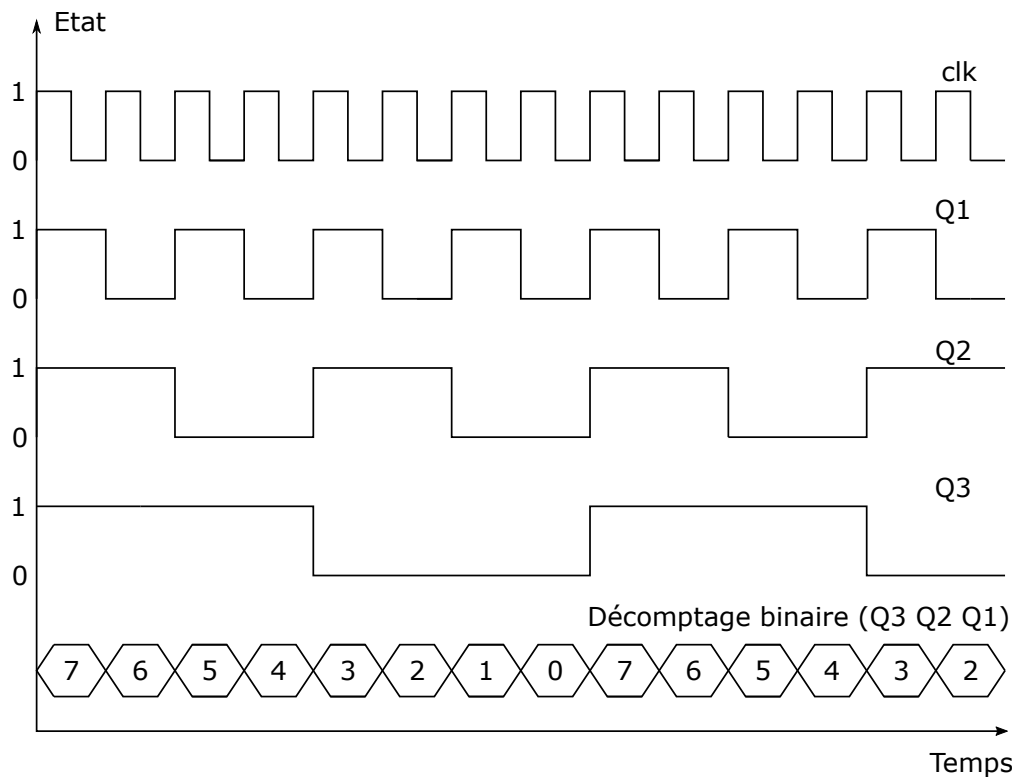 Etat
clk
1
0
Q1
1
0
Q2
1
0
Q3
1
0
Décomptage binaire (Q3 Q2 Q1)
7 6 5 4 3 2 1 0 7 6 5 4 3 2
Temps